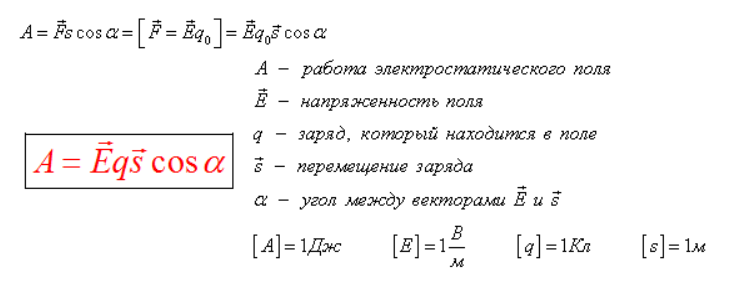 A = F⃗s cos α = [ F⃗ = E⃗q₀ ] = E⃗q₀s⃗ cos α
A – работа электростатического поля
E⃗ – напряженность поля
q – заряд, который находится в поле
A = E⃗qs⃗ cos α
s⃗ – перемещение заряда
α – угол между векторами E⃗ и s⃗
[A] = 1Дж [E] = 1 В/м [q] = 1Кл [s] = 1м